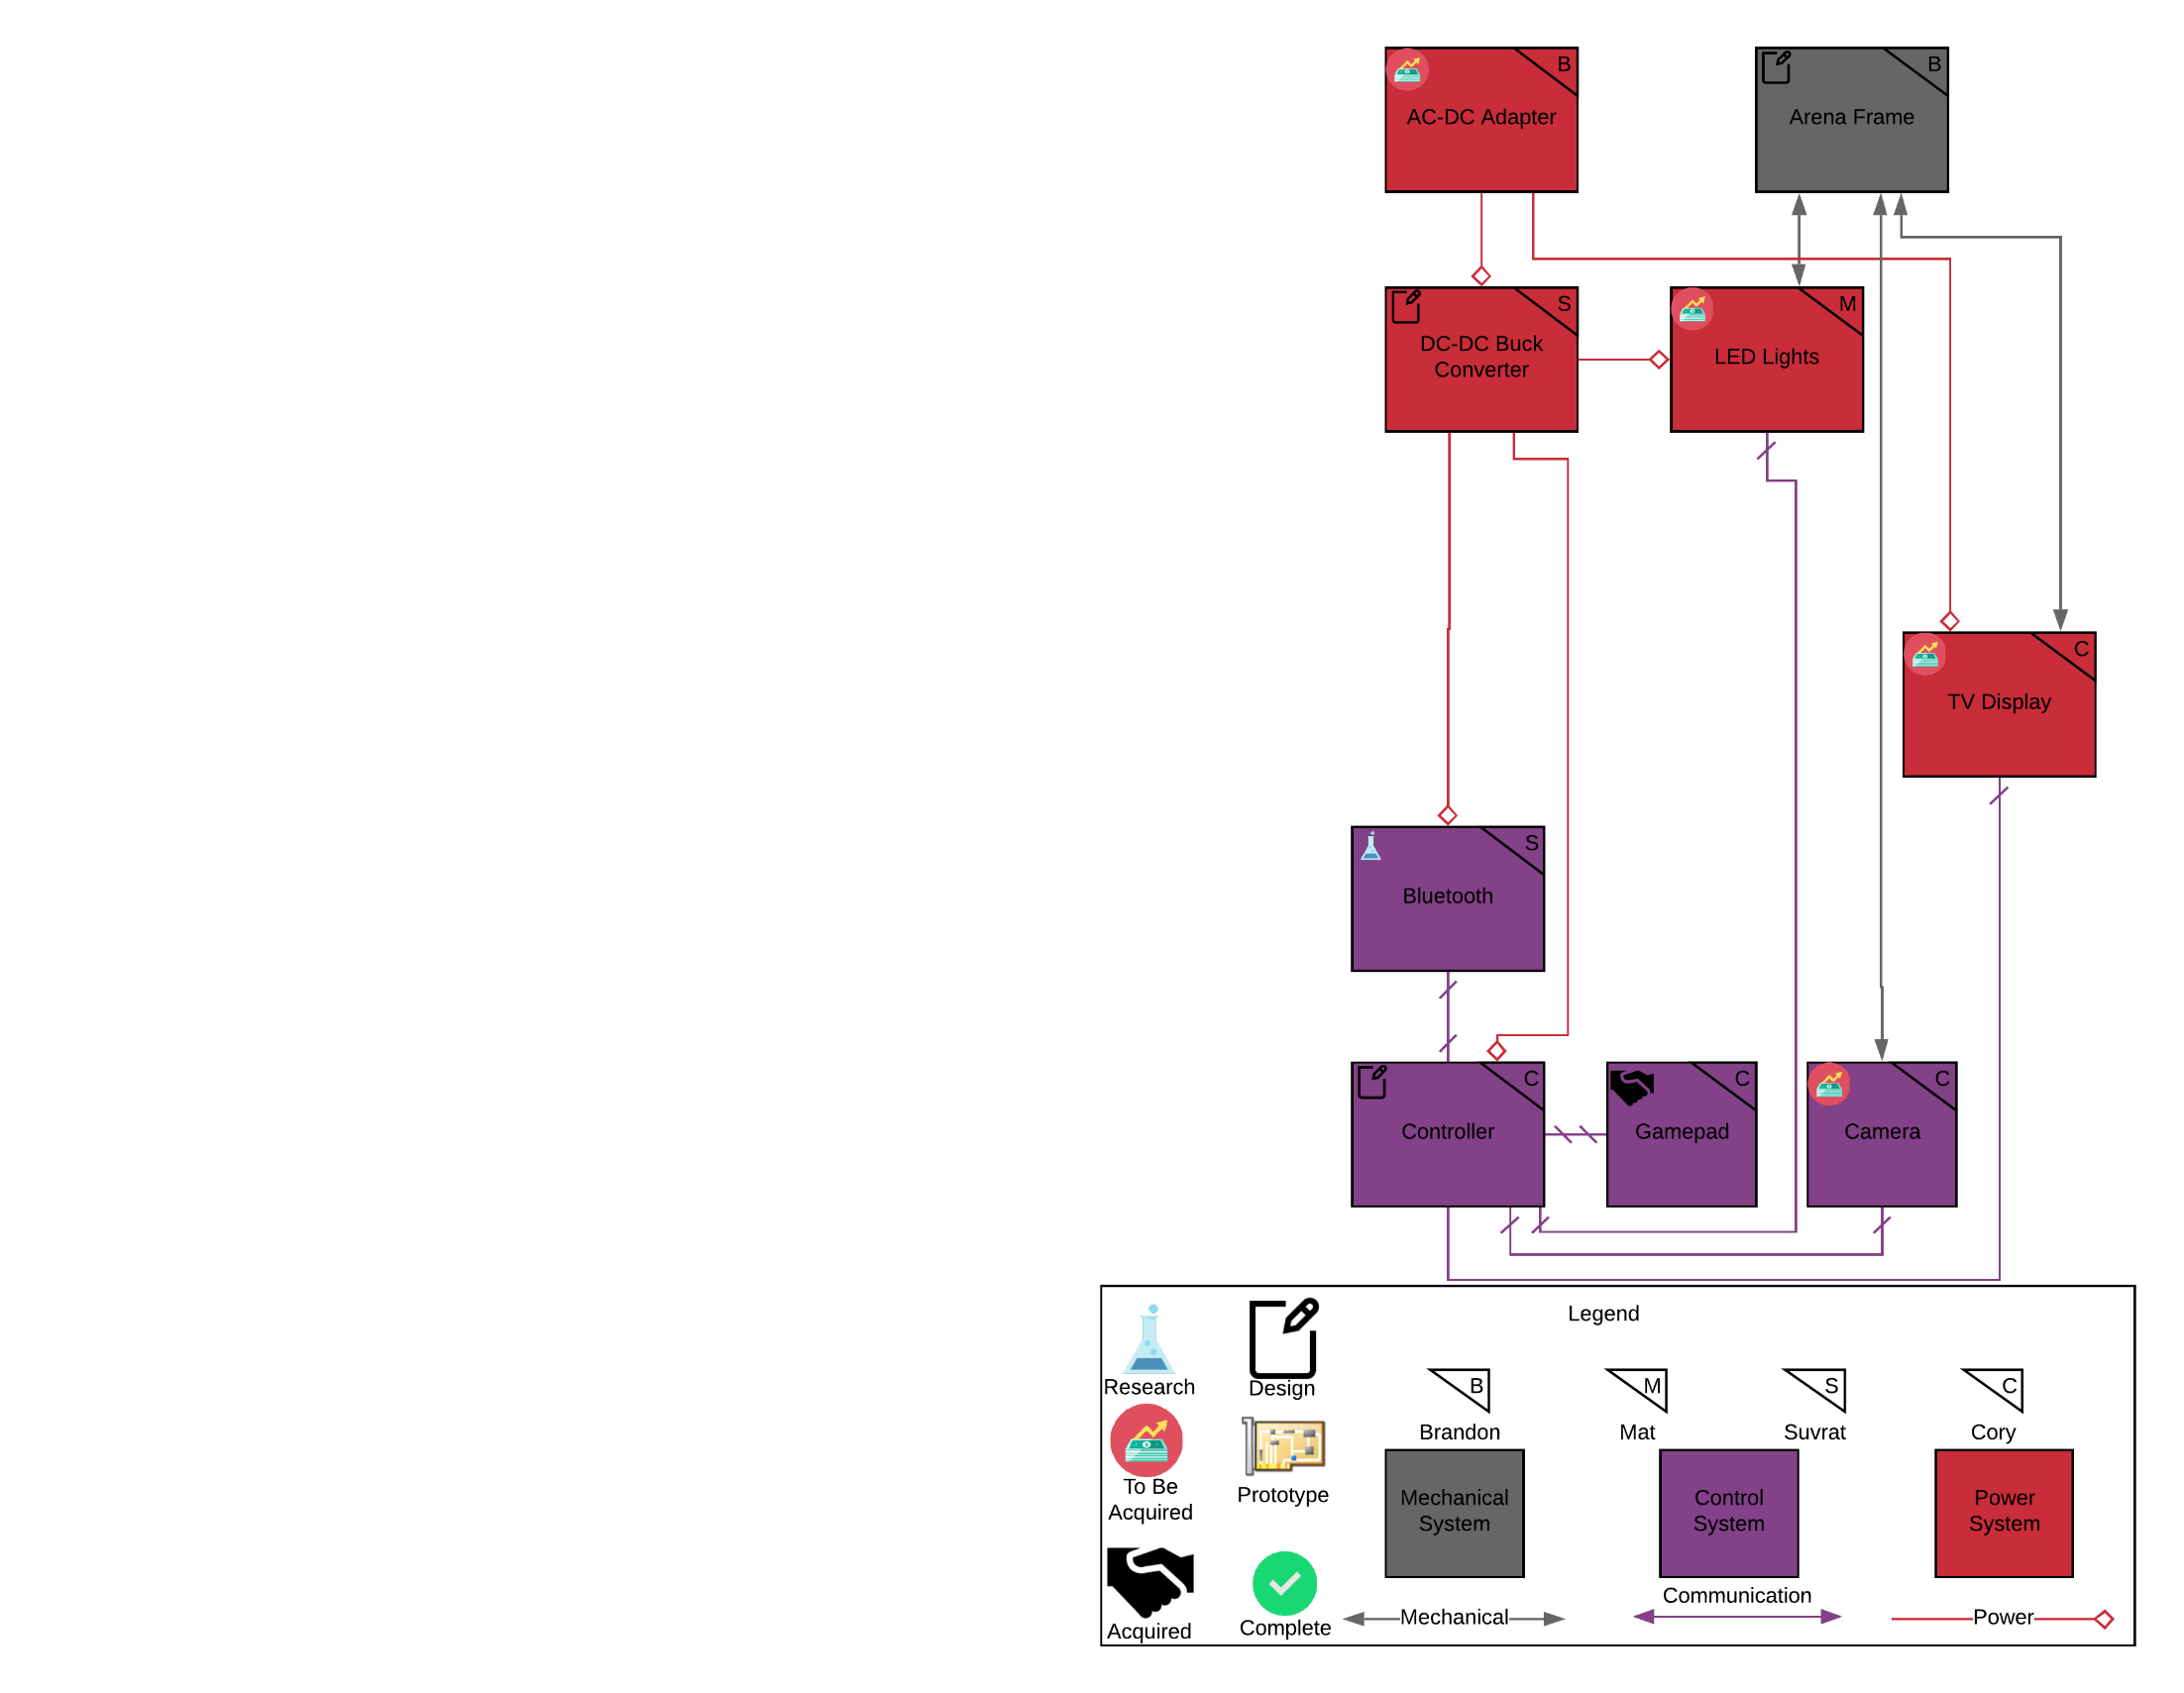 B
AC-DC Adapter
B
Arena Frame
S
DC-DC Buck
Converter
M
LED Lights
C
TV Display
S
Bluetooth
C
Controller
C
Gamepad
C
Camera
Legend
Research
Design
To Be
Acquired
Prototype
Acquired
Complete
B
Brandon
M
Mat
S
Suvrat
C
Cory
Mechanical
System
Control
System
Power
System
Mechanical
Communication
Power